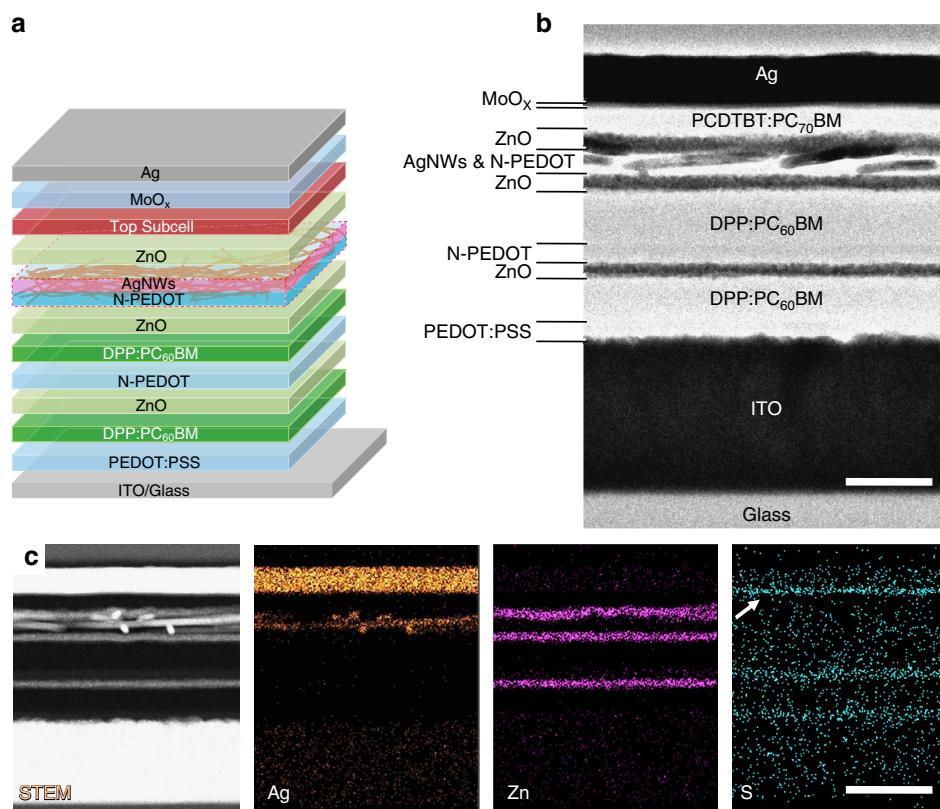 a
Ag
MoOₓ
Top Subcell
ZnO
AgNWs
N-PEDOT
ZnO
DPP:PC₆₀BM
N-PEDOT
ZnO
DPP:PC₆₀BM
PEDOT:PSS
ITO/Glass
b
Ag
MoOₓ
PCDTBT:PC₇₀BM
ZnO
AgNWs & N-PEDOT
ZnO
DPP:PC₆₀BM
N-PEDOT
ZnO
DPP:PC₆₀BM
PEDOT:PSS
ITO
Glass
c
STEM
Ag
Zn
S